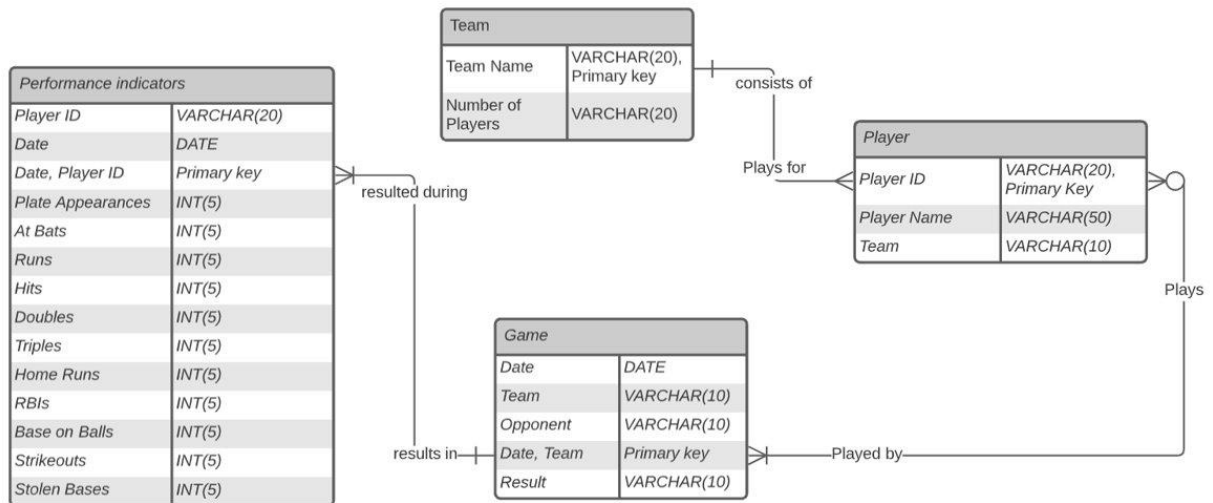 Team
Team Name VARCHAR(20),
Primary key
Number of
Players VARCHAR(20)
consists of
Plays for
Performance indicators
Player ID VARCHAR(20)
Date DATE
Date, Player ID Primary key
Plate Appearances INT(5)
At Bats INT(5)
Runs INT(5)
Hits INT(5)
Doubles INT(5)
Triples INT(5)
Home Runs INT(5)
RBIs INT(5)
Base on Balls INT(5)
Strikeouts INT(5)
Stolen Bases INT(5)
resulted during
results in
Player
Player ID VARCHAR(20),
Primary Key
Player Name VARCHAR(50)
Team VARCHAR(10)
Plays
Game
Date DATE
Team VARCHAR(10)
Opponent VARCHAR(10)
Date, Team Primary key
Result VARCHAR(10)
Played by